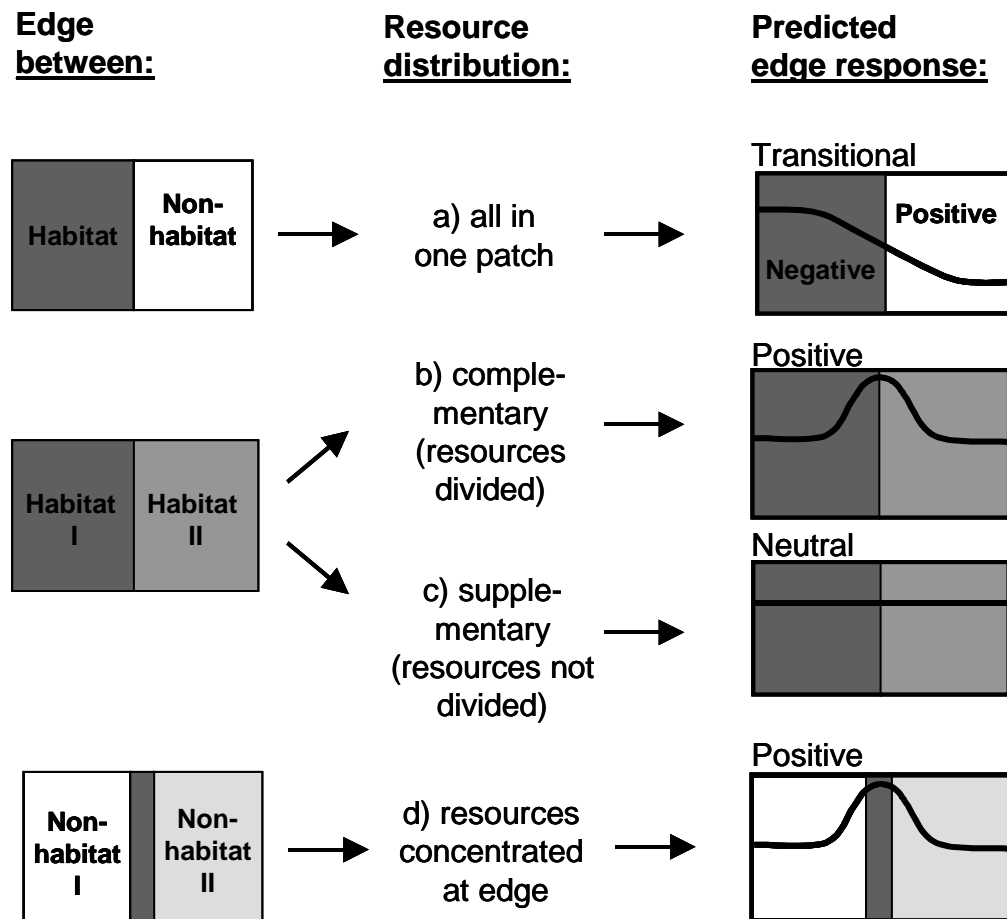 Edge
between:
Resource
distribution:
Predicted
edge response:
Habitat
Non-
habitat
a) all in
one patch
Transitional
Positive
Negative
Habitat
I
Habitat
II
b) comple-
mentary
(resources
divided)
Positive
c) supple-
mentary
(resources not
divided)
Neutral
Non-
habitat
I
Non-
habitat
II
d) resources
concentrated
at edge
Positive